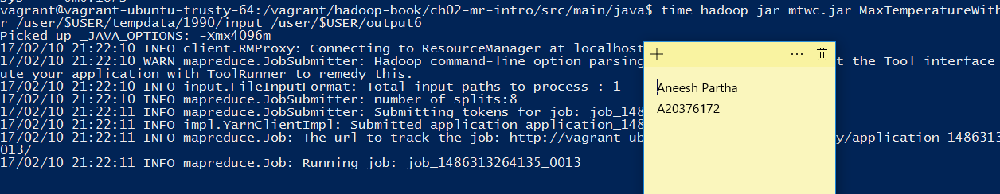 vagrant@vagrant-ubuntu-trusty-64:/vagrant/hadoop-book/ch02-mr-intro/src/main/java$ time hadoop jar mtwc.jar MaxTemperatureWith
r /user/$USER/tempdata/1990/input /user/$USER/output6
Picked up _JAVA_OPTIONS: -Xmx4096m
17/02/10 21:22:10 INFO client.RMProxy: Connecting to ResourceManager at localhost
17/02/10 21:22:10 WARN mapreduce.JobSubmitter: Hadoop command-line option parsing t the Tool interface
ute your application with ToolRunner to remedy this.
17/02/10 21:22:10 INFO input.FileInputFormat: Total input paths to process : 1
17/02/10 21:22:10 INFO mapreduce.JobSubmitter: number of splits:8
17/02/10 21:22:11 INFO mapreduce.JobSubmitter: Submitting tokens for job: job_148
17/02/10 21:22:11 INFO impl.YarnClientImpl: Submitted application application_148
17/02/10 21:22:11 INFO mapreduce.Job: The url to track the job: http://vagrant-ub y/application_1486313
013/
17/02/10 21:22:11 INFO mapreduce.Job: Running job: job_1486313264135_0013
Aneesh Partha
A20376172